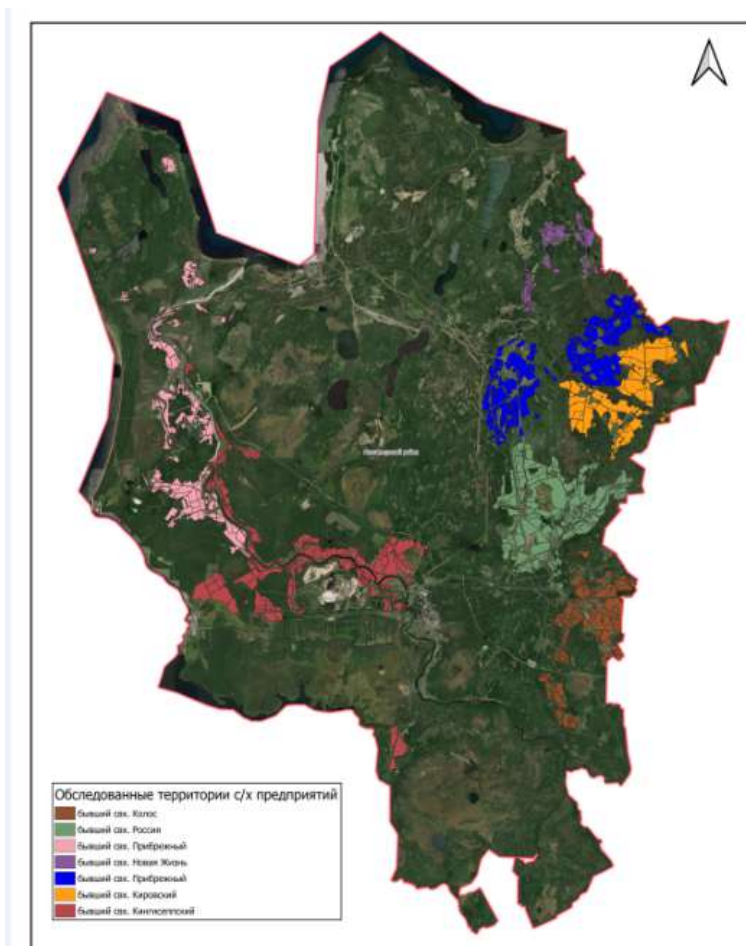 Обследованные территории с/х предприятий
бывший свх. Колос
бывший свх. Россия
бывший свх. Прибрежный
бывший свх. Новая Жизнь
бывший свх. Прибрежный
бывший свх. Кировский
бывший свх. Кингисеппский